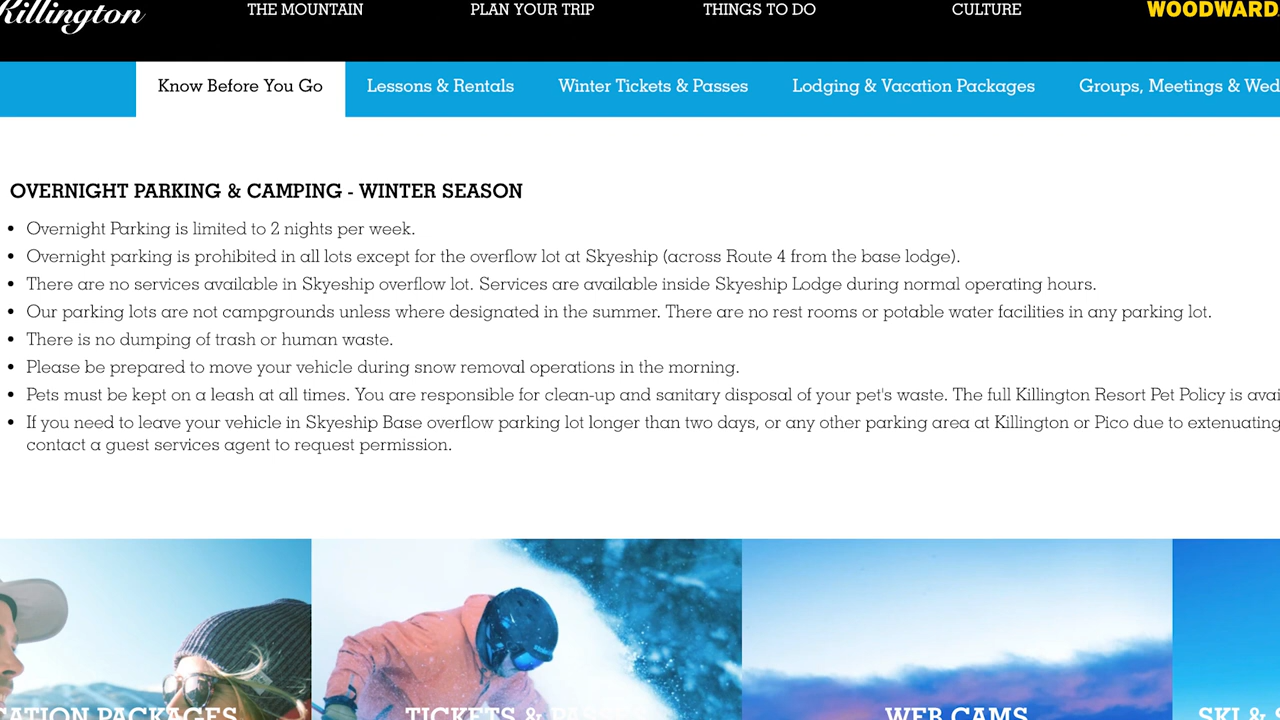 Killington THE MOUNTAIN PLAN YOUR TRIP THINGS TO DO CULTURE WOODWARD
Know Before You Go Lessons & Rentals Winter Tickets & Passes Lodging & Vacation Packages Groups, Meetings & Wed
OVERNIGHT PARKING & CAMPING - WINTER SEASON
• Overnight Parking is limited to 2 nights per week.
• Overnight parking is prohibited in all lots except for the overflow lot at Skyeship (across Route 4 from the base lodge).
• There are no services available in Skyeship overflow lot. Services are available inside Skyeship Lodge during normal operating hours.
• Our parking lots are not campgrounds unless where designated in the summer. There are no rest rooms or potable water facilities in any parking lot.
• There is no dumping of trash or human waste.
• Please be prepared to move your vehicle during snow removal operations in the morning.
• Pets must be kept on a leash at all times. You are responsible for clean-up and sanitary disposal of your pet's waste. The full Killington Resort Pet Policy is avai
• If you need to leave your vehicle in Skyeship Base overflow parking lot longer than two days, or any other parking area at Killington or Pico due to extenuating
contact a guest services agent to request permission.
CATION PACKAGES TICKETS & PASSES WEB CAMS SKI &